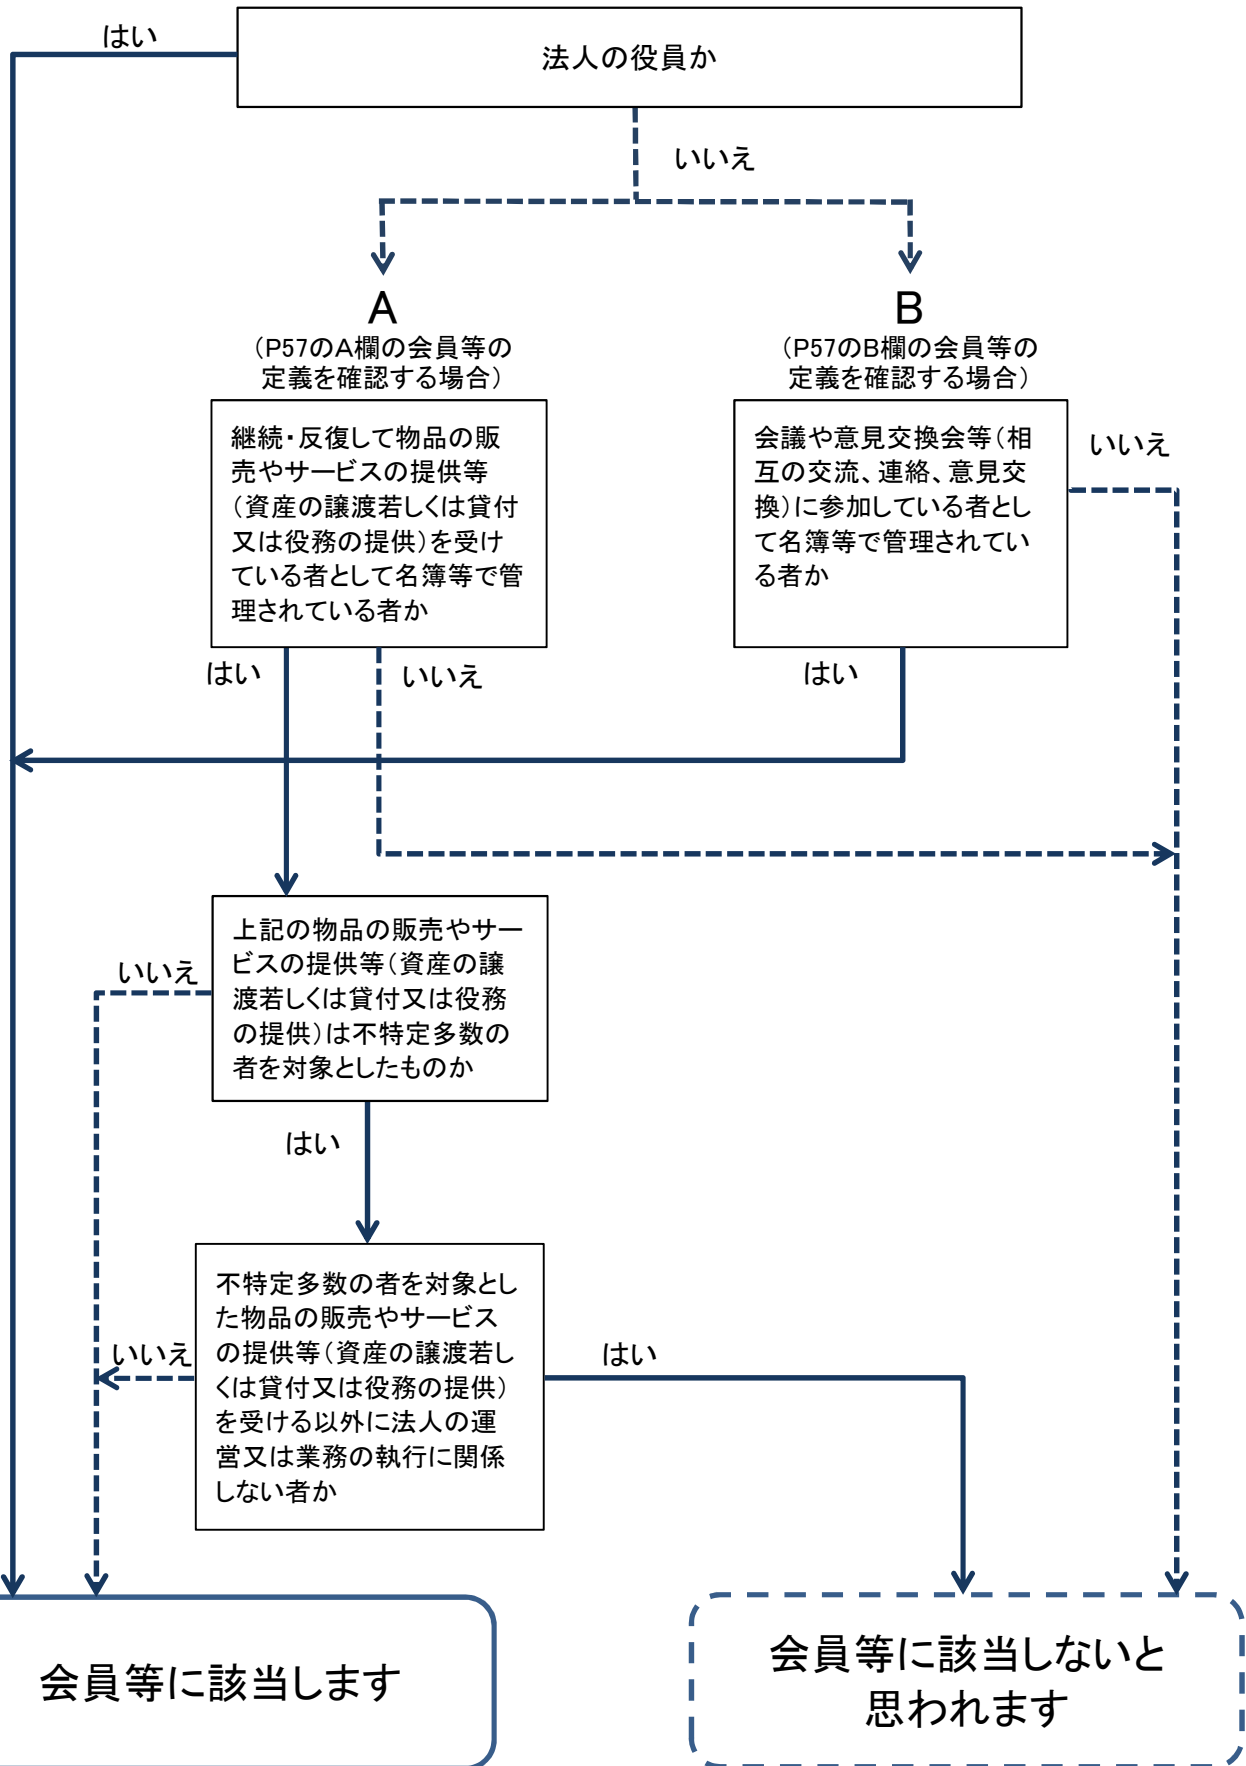 はい
法人の役員か
いいえ
A
(P57のA欄の会員等の
定義を確認する場合)
B
(P57のB欄の会員等の
定義を確認する場合)
継続・反復して物品の販
売やサービスの提供等
(資産の譲渡若しくは貸付
又は役務の提供)を受け
ている者として名簿等で管
理されている者か
会議や意見交換会等(相
互の交流、連絡、意見交
換)に参加している者とし
て名簿等で管理されてい
る者か
いいえ
はい
いいえ
はい
上記の物品の販売やサー
ビスの提供等(資産の譲
渡若しくは貸付又は役務
の提供)は不特定多数の
者を対象としたものか
いいえ
はい
不特定多数の者を対象とし
た物品の販売やサービス
の提供等(資産の譲渡若し
くは貸付又は役務の提供)
を受ける以外に法人の運
営又は業務の執行に関係
しない者か
いいえ
はい
会員等に該当します
会員等に該当しないと
思われます